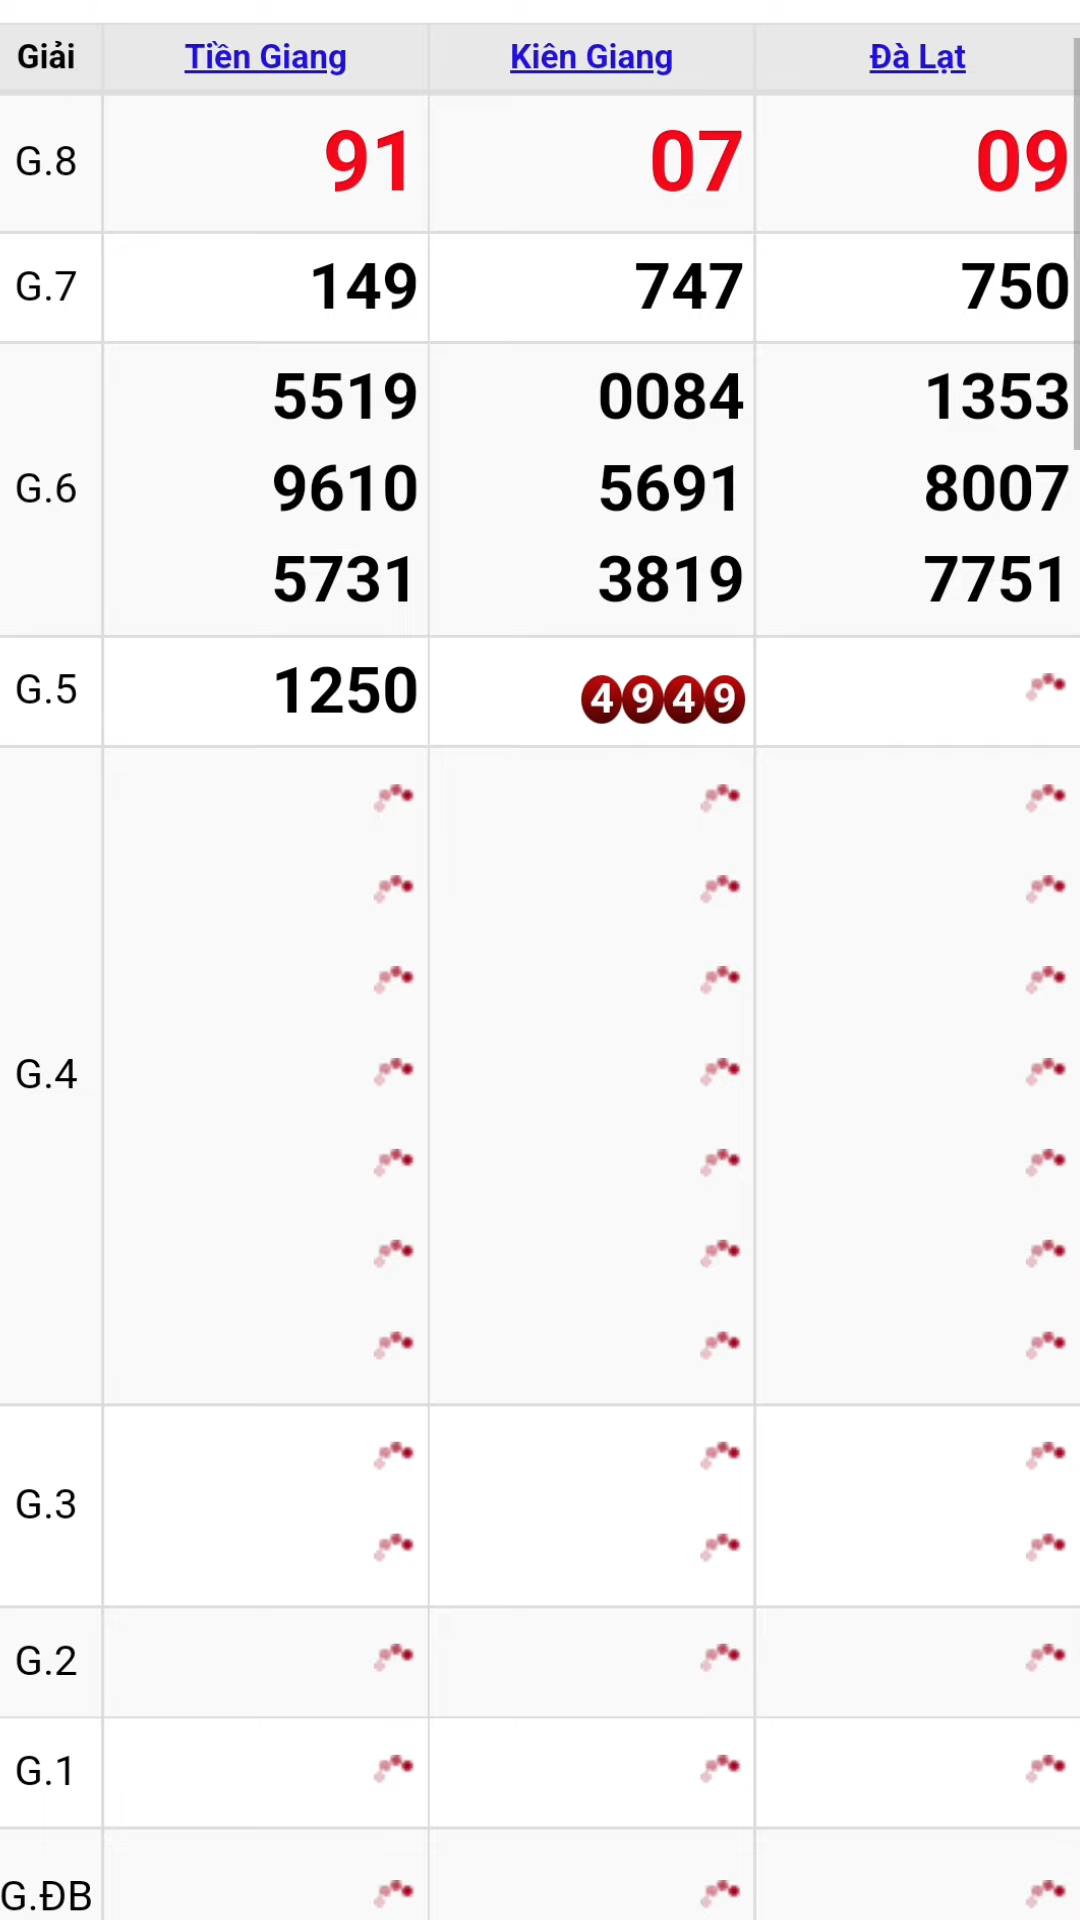 Giải Tiền Giang Kiên Giang Đà Lạt
G.8 91 07 09
G.7 149 747 750
5519 0084 1353
G.6 9610 5691 8007
5731 3819 7751
G.5 1250 4949
G.4
G.3
G.2
G.1
G.ĐB